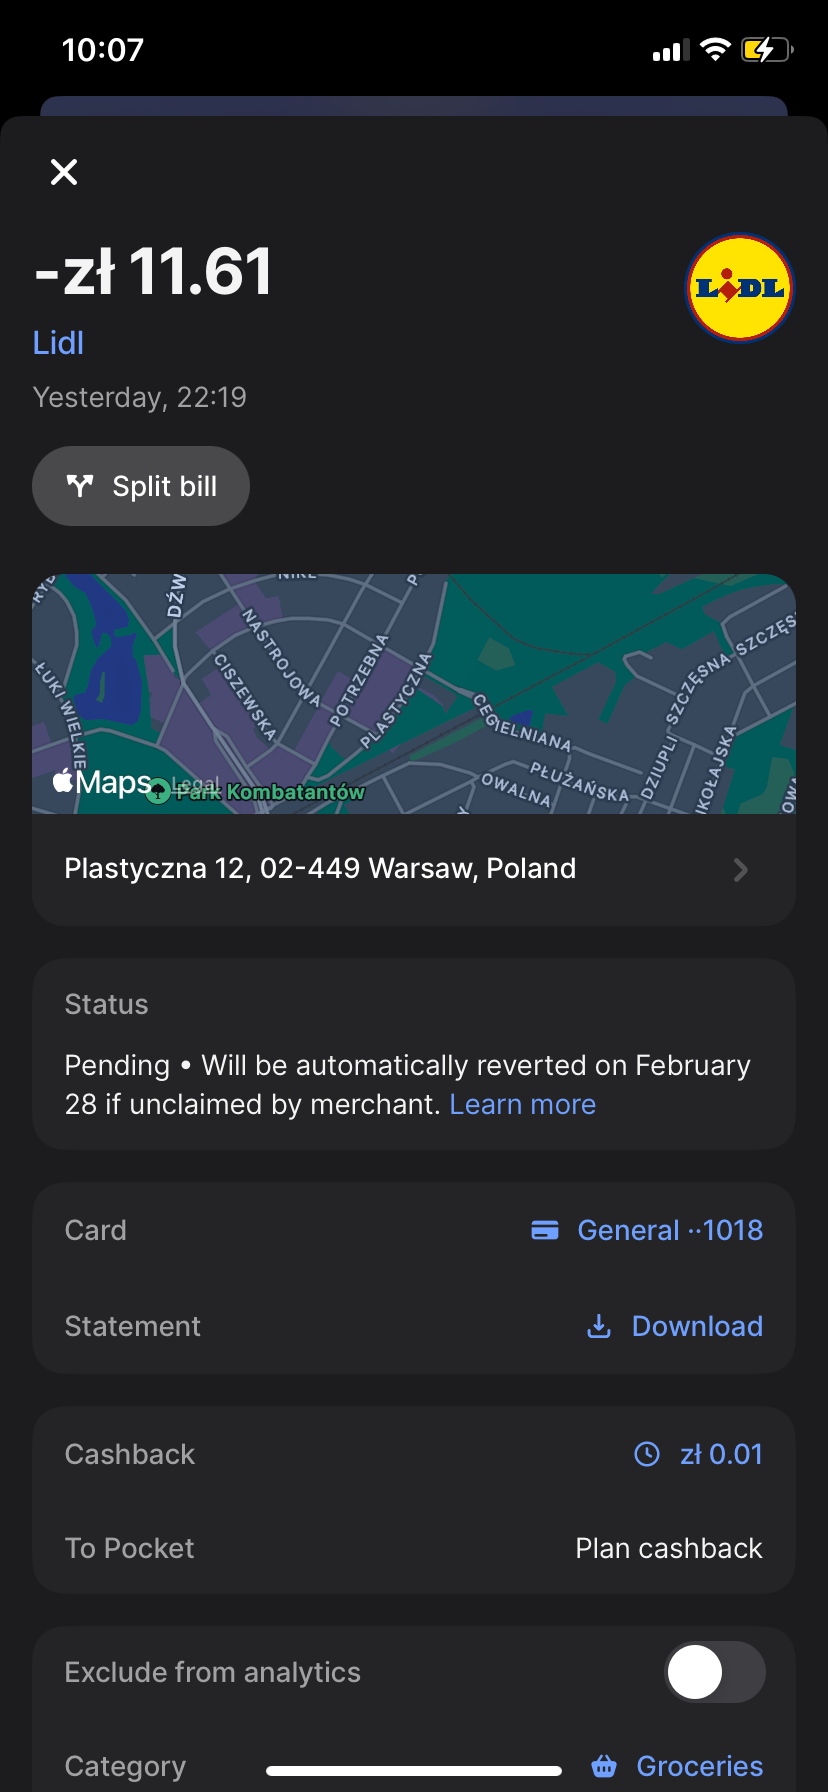 10:07
-zł 11.61
LIDL
Lidl
Yesterday, 22:19
Split bill
NIKE
DŹW
NASTROJOWA
CISZEWSKA
POTRZEBNA
PLASTYCZNA
ŁUKI WIELKIE
CEGIELNIANA
SZCZĘSNA
SZCZĘS
PŁUŻAŃSKA
OWALNA
DZIUPLI
IKOŁAJSKA
Maps
Legal
Park Kombatantów
Plastyczna 12, 02-449 Warsaw, Poland
Status
Pending • Will be automatically reverted on February
28 if unclaimed by merchant. Learn more
Card
General ··1018
Statement
Download
Cashback
zł 0.01
To Pocket
Plan cashback
Exclude from analytics
Category
Groceries